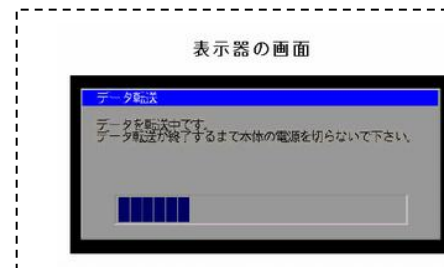 表示器の画面
データ転送
データを転送中です。
データ転送が終了するまで本体の電源を切らないで下さい。